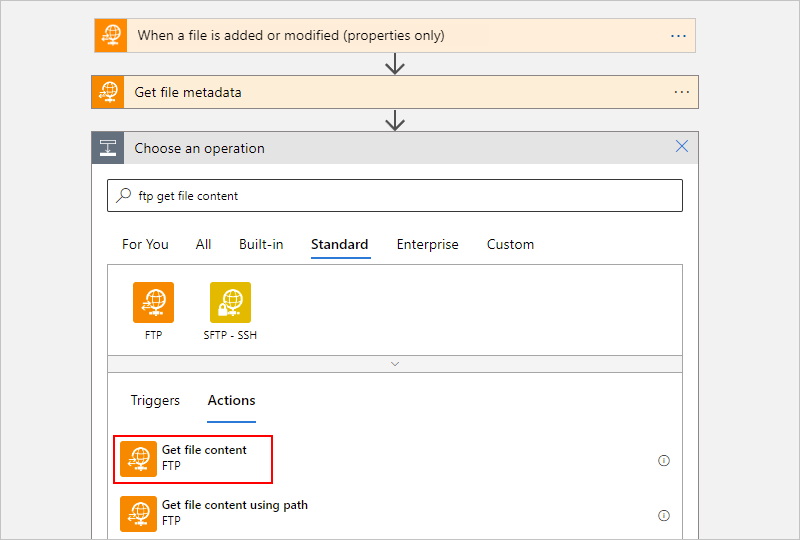 When a file is added or modified (properties only)
Get file metadata
Choose an operation
ftp get file content
For You All Built-in Standard Enterprise Custom
FTP SFTP - SSH
Triggers Actions
Get file content
FTP
Get file content using path
FTP